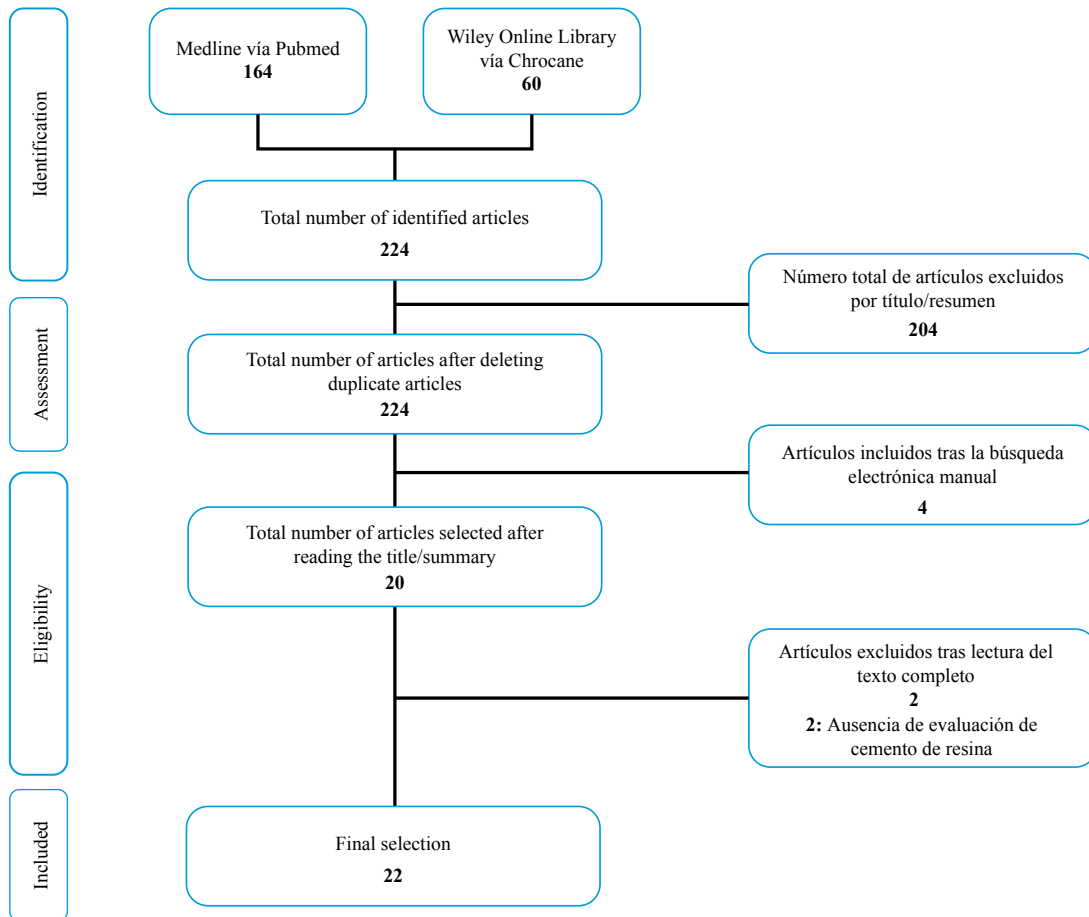 Identification
Medline vía Pubmed
164
Wiley Online Library
vía Chrocane
60
Total number of identified articles
224
Número total de artículos excluidos
por título/resumen
204
Assessment
Total number of articles after deleting
duplicate articles
224
Artículos incluidos tras la búsqueda
electrónica manual
4
Eligibility
Total number of articles selected after
reading the title/summary
20
Artículos excluidos tras lectura del
texto completo
2
2: Ausencia de evaluación de
cemento de resina
Included
Final selection
22